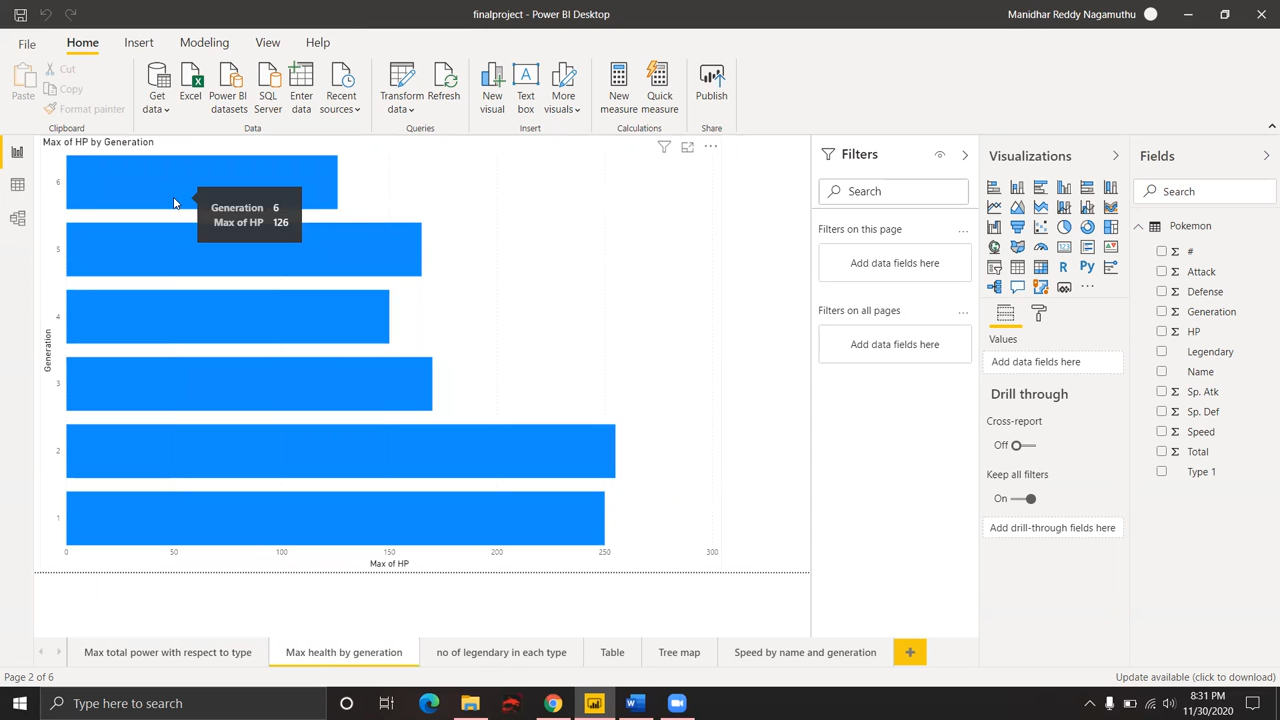 finalproject - Power BI Desktop
Manidhar Reddy Nagamuthu
File
Home
Insert
Modeling
View
Help
Paste
Cut
Copy
Format painter
Clipboard
Get data
Excel
Power BI datasets
SQL Server
Enter data
Recent sources
Data
Transform data
Refresh
Queries
New visual
Text box
More visuals
Insert
New measure
Quick measure
Calculations
Publish
Share
Max of HP by Generation
6
5
4
3
2
1
Generation
Generation 6
Max of HP 126
0 50 100 150 200 250 300
Max of HP
Filters
Search
Filters on this page
...
Add data fields here
Filters on all pages
...
Add data fields here
Visualizations
R
Py
Values
Add data fields here
Drill through
Cross-report
Off
Keep all filters
On
Add drill-through fields here
Fields
Search
Pokemon
Σ #
Σ Attack
Σ Defense
Σ Generation
Σ HP
Legendary
Name
Σ Sp. Atk
Σ Sp. Def
Σ Speed
Σ Total
Type 1
Max total power with respect to type
Max health by generation
no of legendary in each type
Table
Tree map
Speed by name and generation
Page 2 of 6
Update available (click to download)
Type here to search
8:31 PM
11/30/2020